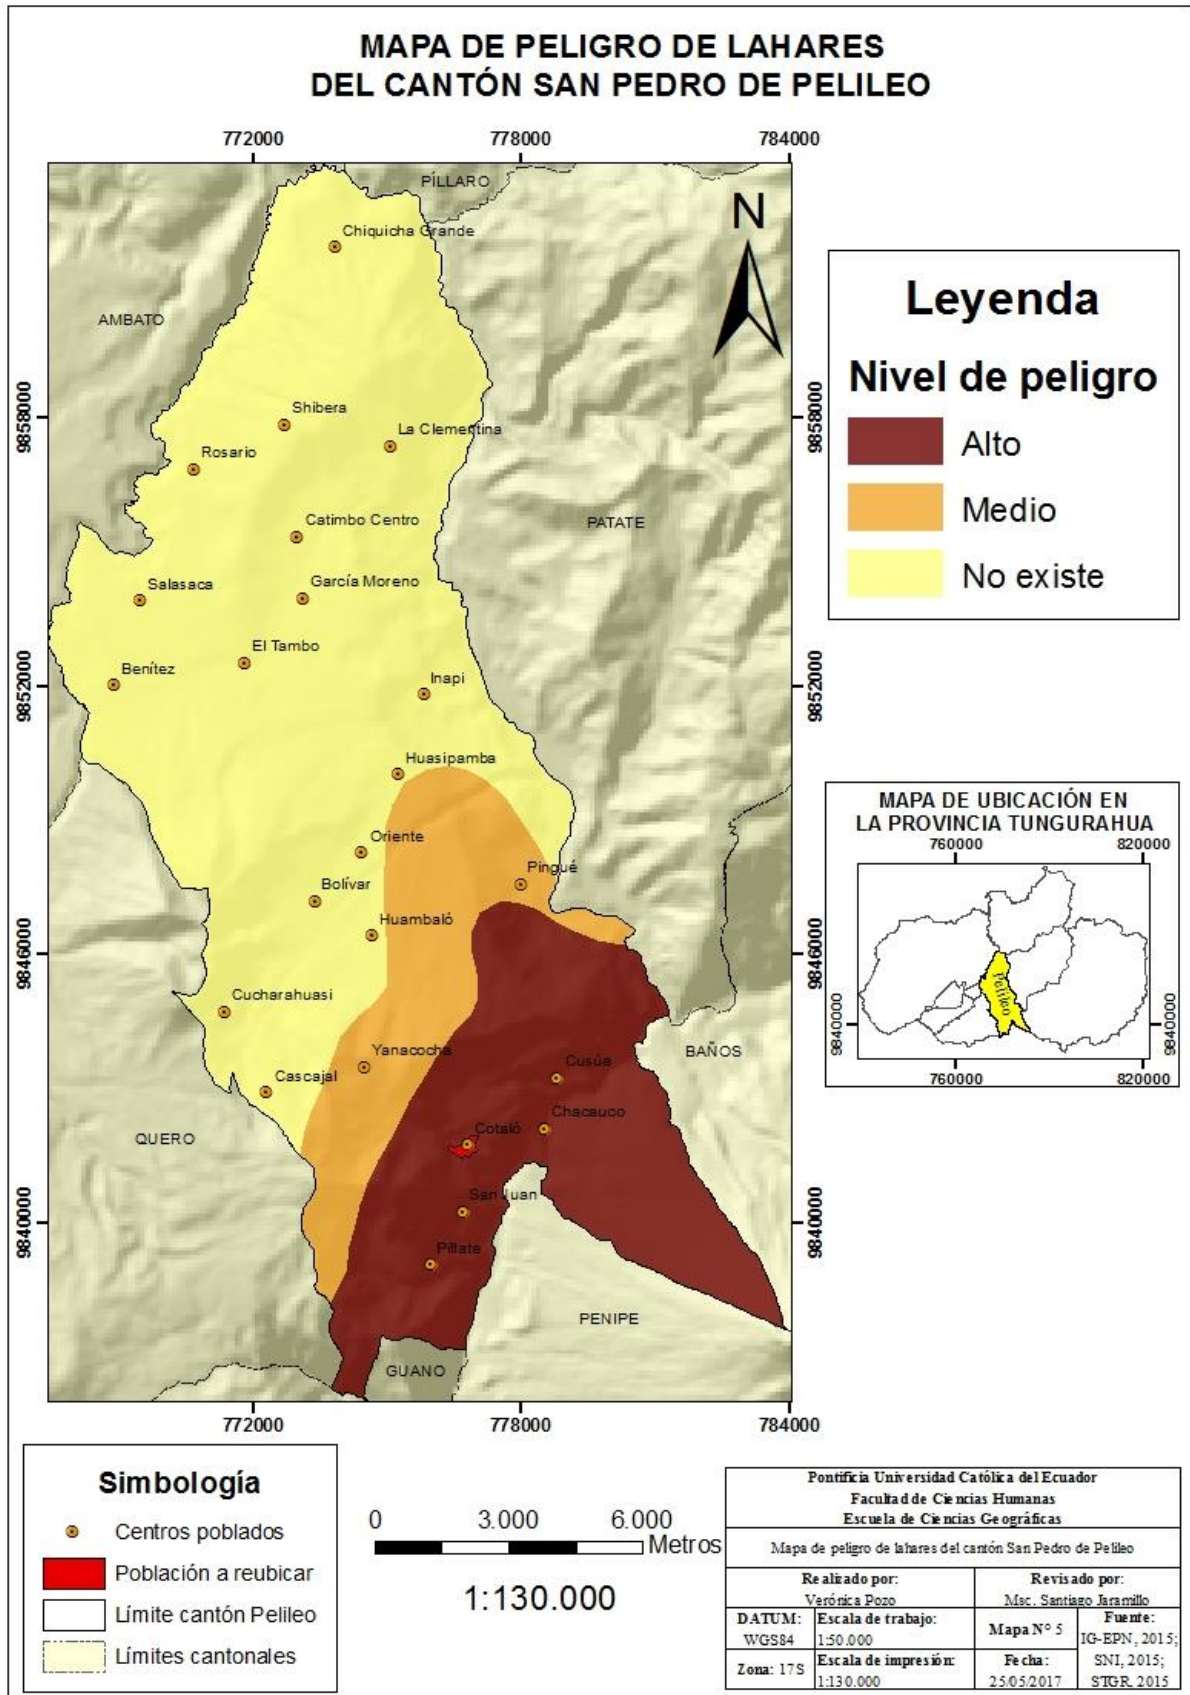 MAPA DE PELIGRO DE LAHARES
DEL CANTÓN SAN PEDRO DE PELILEO
772000 778000 784000
PÍLLARO
N
Chiquicha Grande
AMBATO
Shibera
La Clementina
9858000 9858000
Rosario
Catimbo Centro
PATATE
Salasaca
García Moreno
El Tambo
Benítez
Inapi
9852000 9852000
Huasipamba
Oriente
Pingué
Bolívar
Huambaló
9846000 9846000
Cucharahuasi
Yanacocha
BAÑOS
Cusúa
Cascajal
Chacauco
QUERO
Cotaló
San Juan
9840000 9840000
Pillate
PENIPE
GUANO
772000 778000 784000
Leyenda
Nivel de peligro
Alto
Medio
No existe
MAPA DE UBICACIÓN EN
LA PROVINCIA TUNGURAHUA
760000 820000
Pelileo
9840000 9840000
760000 820000
Simbología
Centros poblados
Población a reubicar
Límite cantón Pelileo
Límites cantonales
0 3.000 6.000
Metros
1:130.000
Pontificia Universidad Católica del Ecuador
Facultad de Ciencias Humanas
Escuela de Ciencias Geográficas
Mapa de peligro de lahares del cantón San Pedro de Pelileo
Realizado por:
Verónica Pozo
Revisado por:
Msc. Santiago Jaramillo
DATUM:
WGS84
Escala de trabajo:
1:50.000
Mapa N° 5
Fuente:
IG-EPN, 2015;
SNI, 2015;
STGR, 2015
Zona: 17S
Escala de impresión:
1:130.000
Fecha:
25/05/2017